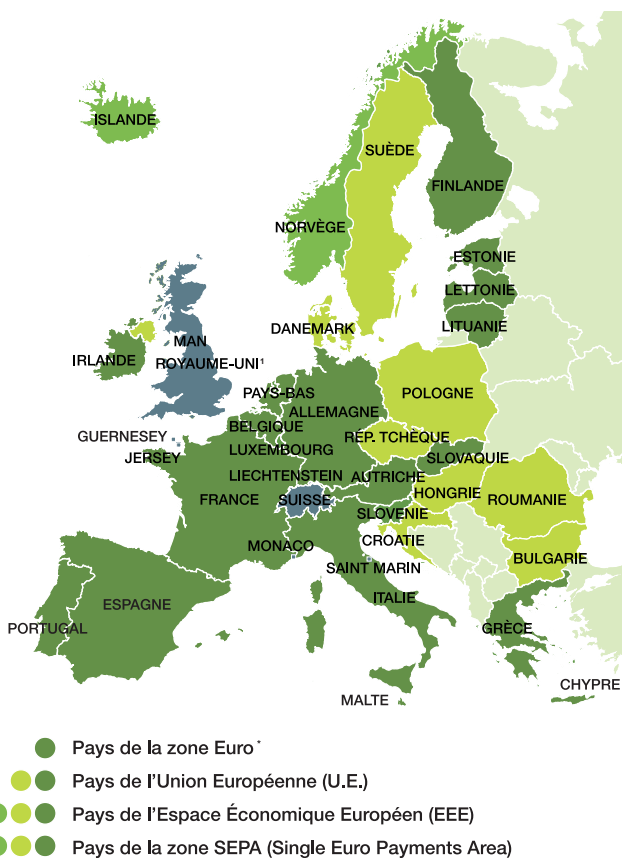 ISLANDE
SUÈDE
FINLANDE
NORVÈGE
ESTONIE
LETTONIE
LITUANIE
DANEMARK
MAN
IRLANDE
ROYAUME-UNI¹
PAYS-BAS
POLOGNE
ALLEMAGNE
BELGIQUE
GUERNESEY
RÉP. TCHÈQUE
JERSEY
LUXEMBOURG
SLOVAQUIE
LIECHTENSTEIN
AUTRICHE
FRANCE
SUISSE
HONGRIE
ROUMANIE
SLOVENIE
CROATIE
MONACO
BULGARIE
SAINT MARIN
ESPAGNE
ITALIE
PORTUGAL
GRÈCE
CHYPRE
MALTE
Pays de la zone Euro*
Pays de l'Union Européenne (U.E.)
Pays de l'Espace Économique Européen (EEE)
Pays de la zone SEPA (Single Euro Payments Area)